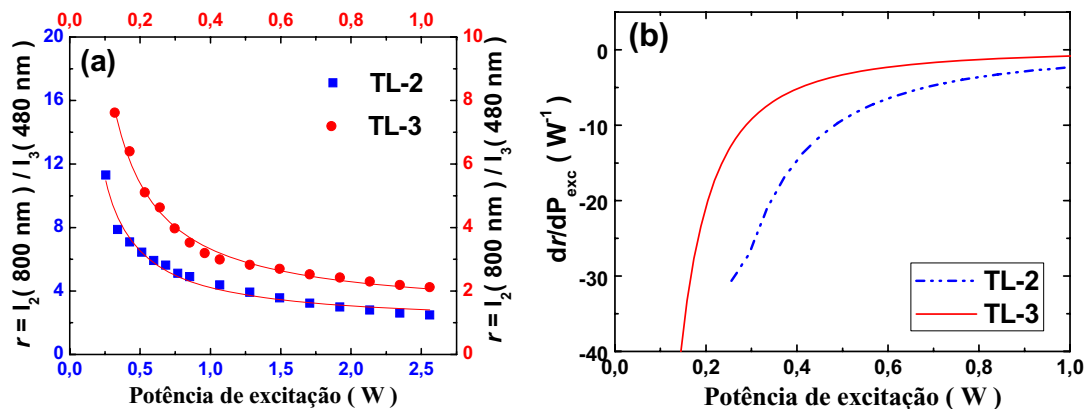 0,0 0,2 0,4 0,6 0,8 1,0
(a)
TL-2
TL-3
20
16
12
8
4
0
r = I2( 800 nm ) / I3( 480 nm )
10
8
6
4
2
0
r = I2( 800 nm ) / I3( 480 nm )
0,0 0,5 1,0 1,5 2,0 2,5
Potência de excitação ( W )
(b)
0
-10
-20
-30
-40
dr/dPexc ( W-1 )
TL-2
TL-3
0,0 0,2 0,4 0,6 0,8 1,0
Potência de excitação ( W )